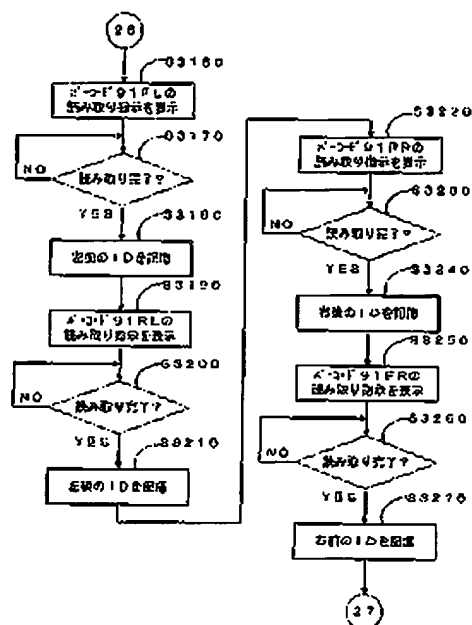 26
S3160
バーコード91FLの
読み取り指示を表示
S3170
読み取り完了?
NO
YES
S3180
左前のIDを記憶
S3190
バーコード91RLの
読み取り指示を表示
S3200
読み取り完了?
NO
YES
S3210
左後のIDを記憶
S3220
バーコード91RRの
読み取り指示を表示
S3230
読み取り完了?
NO
YES
S3240
右後のIDを記憶
S3250
バーコード91FRの
読み取り指示を表示
S3260
読み取り完了?
NO
YES
S3270
右前のIDを記憶
27